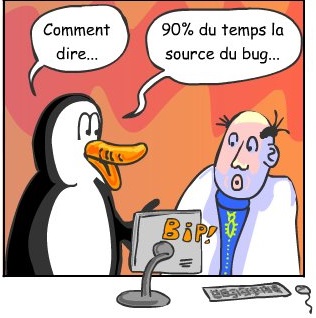 Comment
dire...
90% du temps la
source du bug...
BiP!